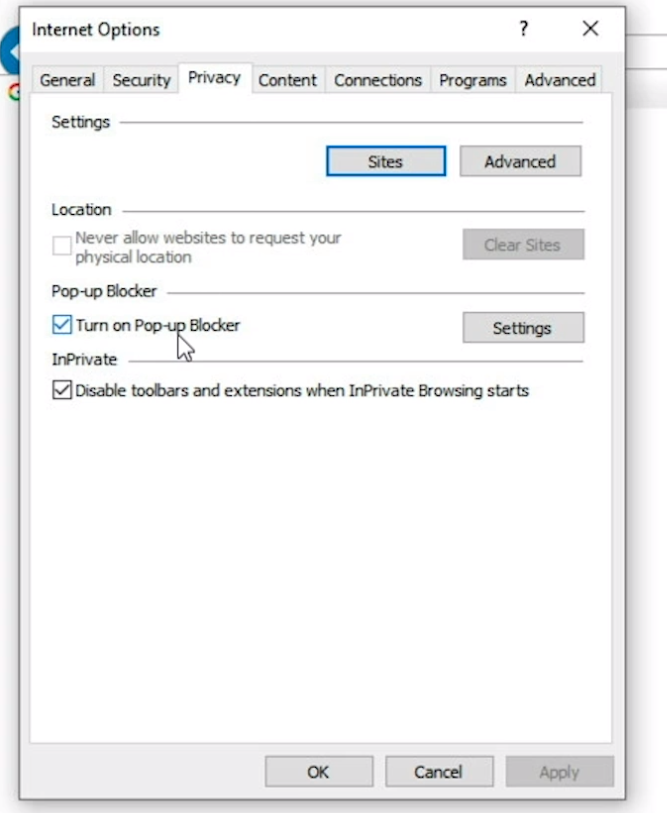 Internet Options ?
General Security Privacy Content Connections Programs Advanced
Settings
Sites Advanced
Location
Never allow websites to request your
physical location
Clear Sites
Pop-up Blocker
Turn on Pop-up Blocker Settings
InPrivate
Disable toolbars and extensions when InPrivate Browsing starts
OK Cancel Apply